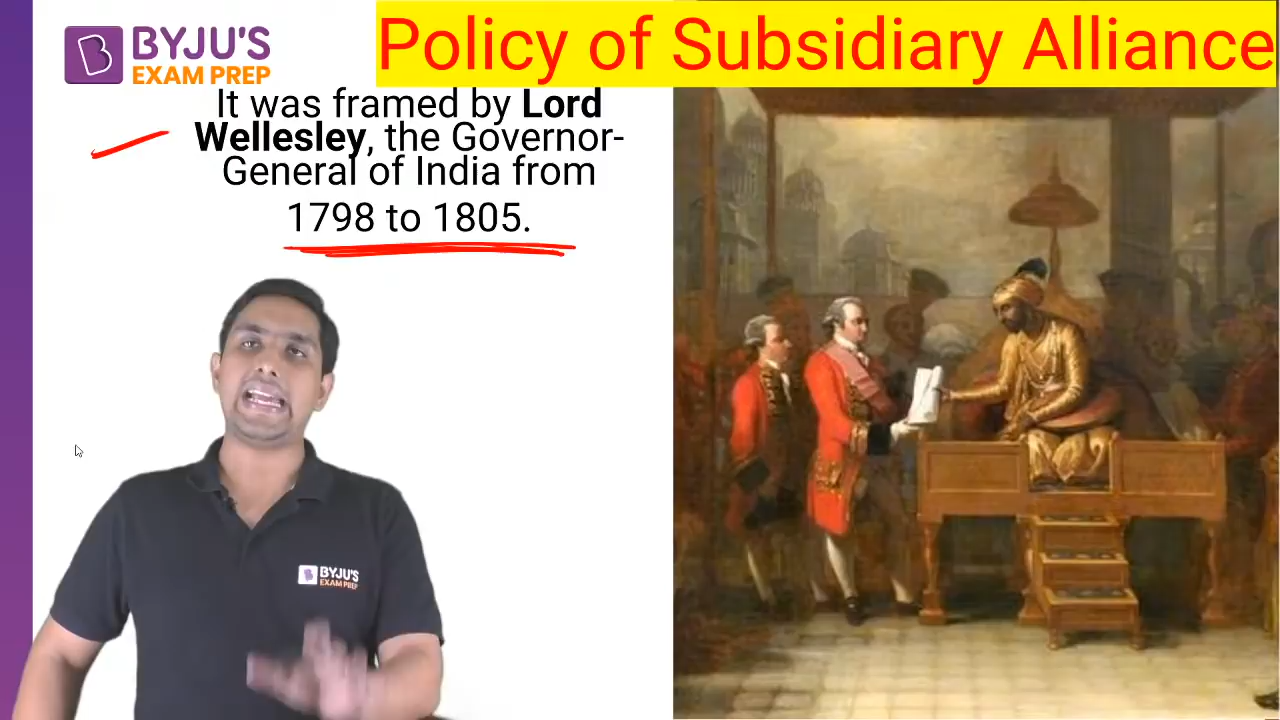 BYJU'S
EXAM PREP
Policy of Subsidiary Alliance
It was framed by Lord
Wellesley, the Governor-
General of India from
1798 to 1805.
BYJU'S
EXAM PREP